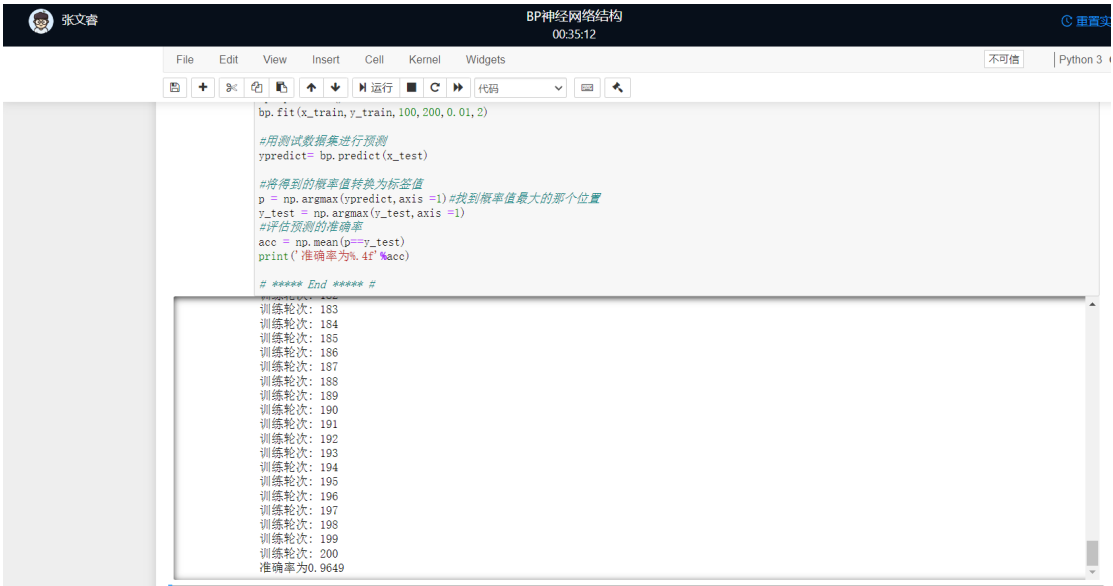 张文睿
BP神经网络结构
00:35:12
重置实
File Edit View Insert Cell Kernel Widgets
不可信 Python 3
运行 代码
bp.fit(x_train,y_train,100,200,0.01,2)
#用测试数据集进行预测
ypredict= bp.predict(x_test)
#将得到的概率值转换为标签值
p = np.argmax(ypredict,axis =1)#找到概率值最大的那个位置
y_test = np.argmax(y_test,axis =1)
#评估预测的准确率
acc = np.mean(p==y_test)
print('准确率为%.4f'%acc)
# ***** End ***** #
训练轮次: 182
训练轮次: 183
训练轮次: 184
训练轮次: 185
训练轮次: 186
训练轮次: 187
训练轮次: 188
训练轮次: 189
训练轮次: 190
训练轮次: 191
训练轮次: 192
训练轮次: 193
训练轮次: 194
训练轮次: 195
训练轮次: 196
训练轮次: 197
训练轮次: 198
训练轮次: 199
训练轮次: 200
准确率为0.9649